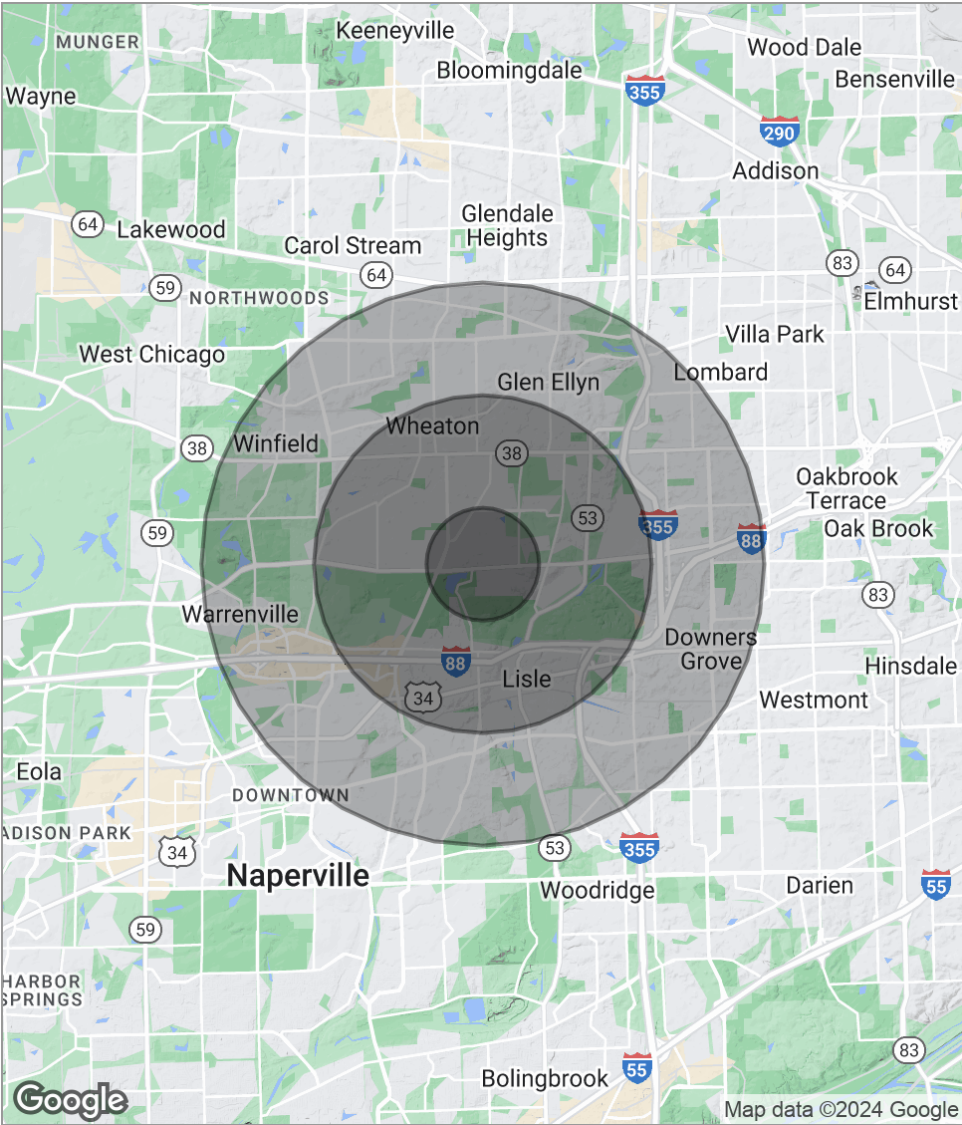 Keeneyville
MUNGER
Wood Dale
Bloomingdale
Bensenville
355
Wayne
290
Addison
Glendale
Heights
64
Lakewood
Carol Stream
83
64
64
59
NORTHWOODS
Elmhurst
Villa Park
West Chicago
Lombard
Glen Ellyn
Wheaton
Winfield
38
38
Oakbrook
Terrace
53
355
Oak Brook
59
88
83
Warrenville
Downers
Grove
88
Hinsdale
Lisle
34
Westmont
Eola
DOWNTOWN
ADISON PARK
34
53
355
Naperville
Woodridge
Darien
55
59
HARBOR
SPRINGS
83
55
Bolingbrook
Google
Map data ©2024 Google